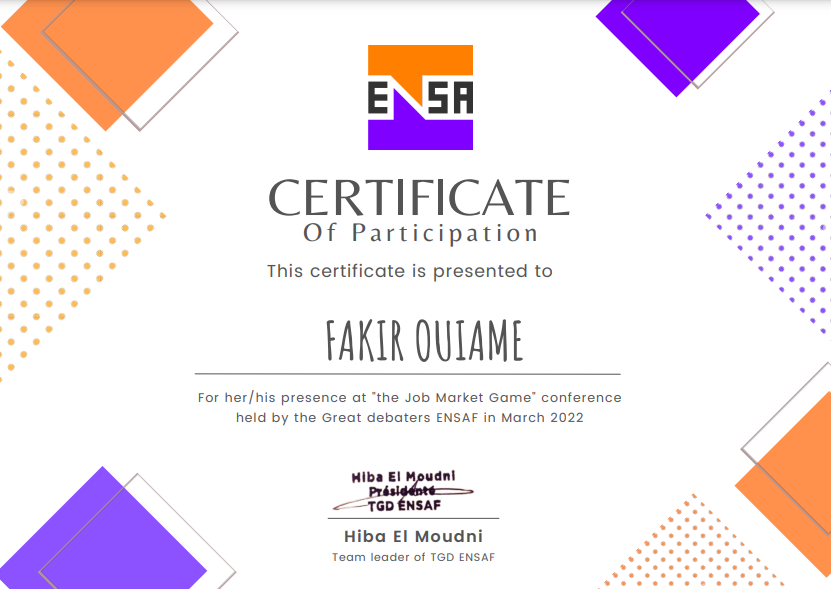 ENSA
CERTIFICATE
Of Participation
This certificate is presented to
FAKIR OUIAME
For her/his presence at "the Job Market Game" conference
held by the Great debaters ENSAF in March 2022
Hiba El Moudni
Présidente
TGD ENSAF
Hiba El Moudni
Team leader of TGD ENSAF